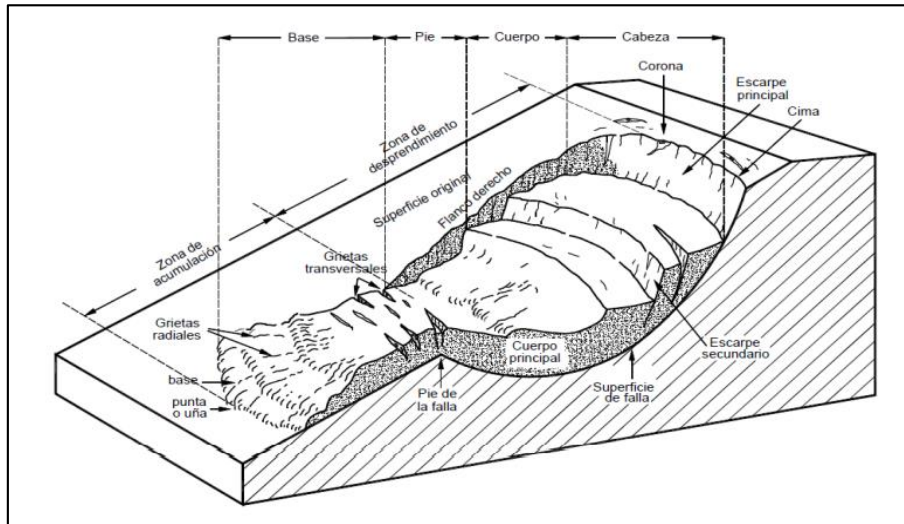 Base
Pie
Cuerpo
Cabeza
Corona
Escarpe
principal
Cima
Zona de
desprendimiento
Superficie original
Flanco derecho
Zona de
acumulación
Grietas
transversales
Grietas
radiales
base
punta
o uña
Pie de
la falla
Cuerpo
principal
Superficie
de falla
Escarpe
secundario